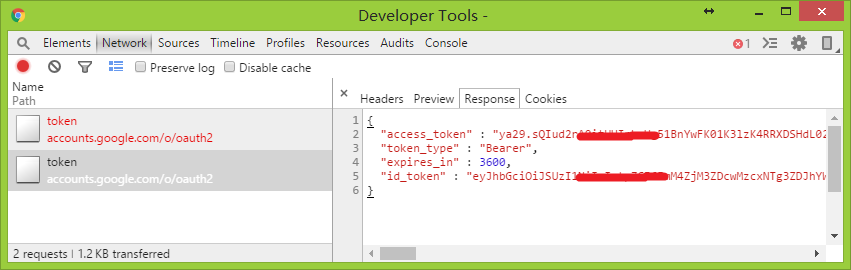 Developer Tools -
Elements Network Sources Timeline Profiles Resources Audits Console 1
Preserve log Disable cache
Name
Path
token
accounts.google.com/o/oauth2
token
accounts.google.com/o/oauth2
2 requests | 1.2 KB transferred
× Headers Preview Response Cookies
1 {
2 "access_token" : "ya29.sQIud2n 51BnYwFK01K3lzK4RRXDSHdL02
3 "token_type" : "Bearer",
4 "expires_in" : 3600,
5 "id_token" : "eyJhbGciOiJSUzI1 M4ZjM3ZDcwMzcxNTg3ZDJhYW
6 }